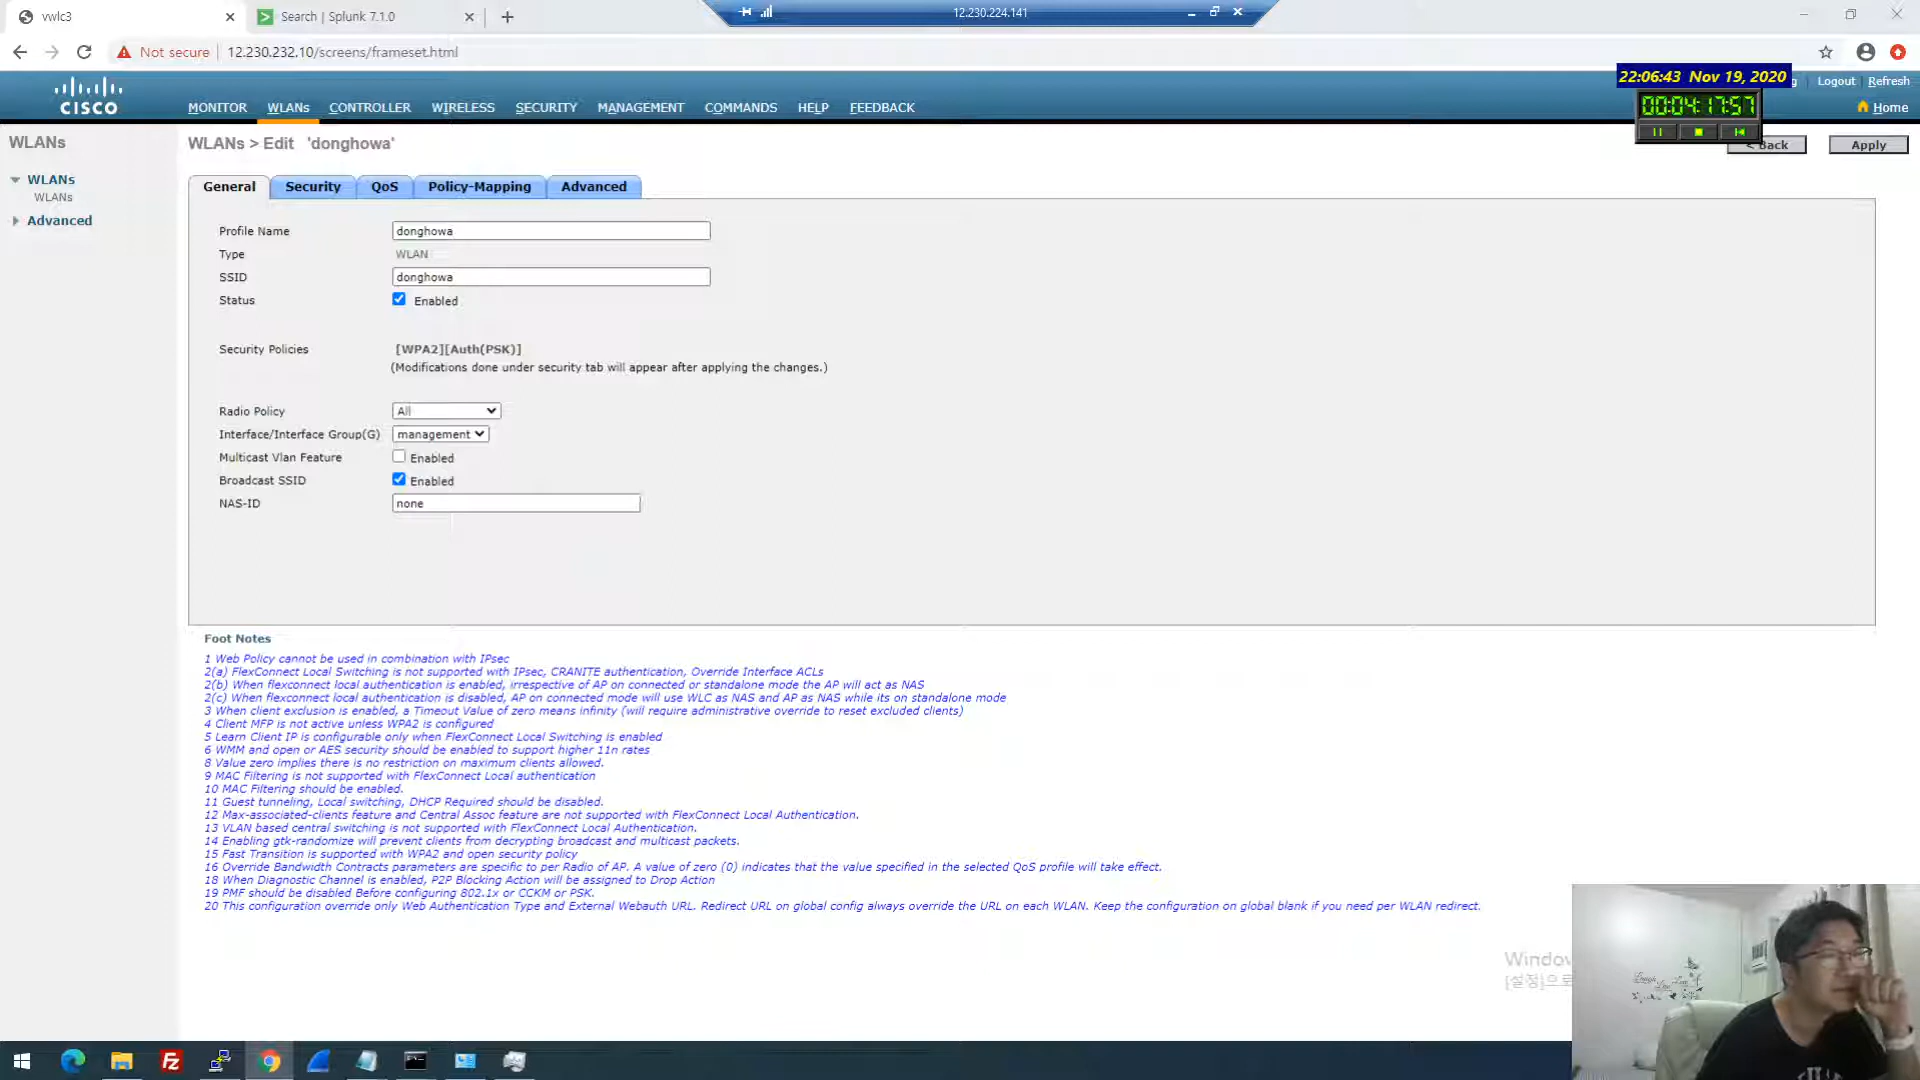 vwlc3
Search | Splunk 7.1.0
12.230.224.141
Not secure
12.230.232.10/screens/frameset.html
22:06:43 Nov 19, 2020
00:04:17:57
Logout
Refresh
CISCO
MONITOR
WLANs
CONTROLLER
WIRELESS
SECURITY
MANAGEMENT
COMMANDS
HELP
FEEDBACK
Home
WLANs
WLANs
WLANs
Advanced
WLANs > Edit 'donghowa'
< Back
Apply
General
Security
QoS
Policy-Mapping
Advanced
Profile Name donghowa
Type WLAN
SSID donghowa
Status Enabled
Security Policies [WPA2][Auth(PSK)]
(Modifications done under security tab will appear after applying the changes.)
Radio Policy All
Interface/Interface Group(G) management
Multicast Vlan Feature Enabled
Broadcast SSID Enabled
NAS-ID none
Foot Notes
1 Web Policy cannot be used in combination with IPsec
2(a) FlexConnect Local Switching is not supported with IPsec, CRANITE authentication, Override Interface ACLs
2(b) When flexconnect local authentication is enabled, irrespective of AP on connected or standalone mode the AP will act as NAS
2(c) When flexconnect local authentication is disabled, AP on connected mode will use WLC as NAS and AP as NAS while its on standalone mode
3 When client exclusion is enabled, a Timeout Value of zero means infinity (will require administrative override to reset excluded clients)
4 Client MFP is not active unless WPA2 is configured
5 Learn Client IP is configurable only when FlexConnect Local Switching is enabled
6 WMM and open or AES security should be enabled to support higher 11n rates
8 Value zero implies there is no restriction on maximum clients allowed.
9 MAC Filtering is not supported with FlexConnect Local authentication
10 MAC Filtering should be enabled.
11 Guest tunneling, Local switching, DHCP Required should be disabled.
12 Max-associated-clients feature and Central Assoc feature are not supported with FlexConnect Local Authentication.
13 VLAN based central switching is not supported with FlexConnect Local Authentication.
14 Enabling gtk-randomize will prevent clients from decrypting broadcast and multicast packets.
15 Fast Transition is supported with WPA2 and open security policy
16 Override Bandwidth Contracts parameters are specific to per Radio of AP. A value of zero (0) indicates that the value specified in the selected QoS profile will take effect.
18 When Diagnostic Channel is enabled, P2P Blocking Action will be assigned to Drop Action
19 PMF should be disabled Before configuring 802.1x or CCKM or PSK.
20 This configuration override only Web Authentication Type and External Webauth URL. Redirect URL on global config always override the URL on each WLAN. Keep the configuration on global blank if you need per WLAN redirect.
Window
[설정]으로